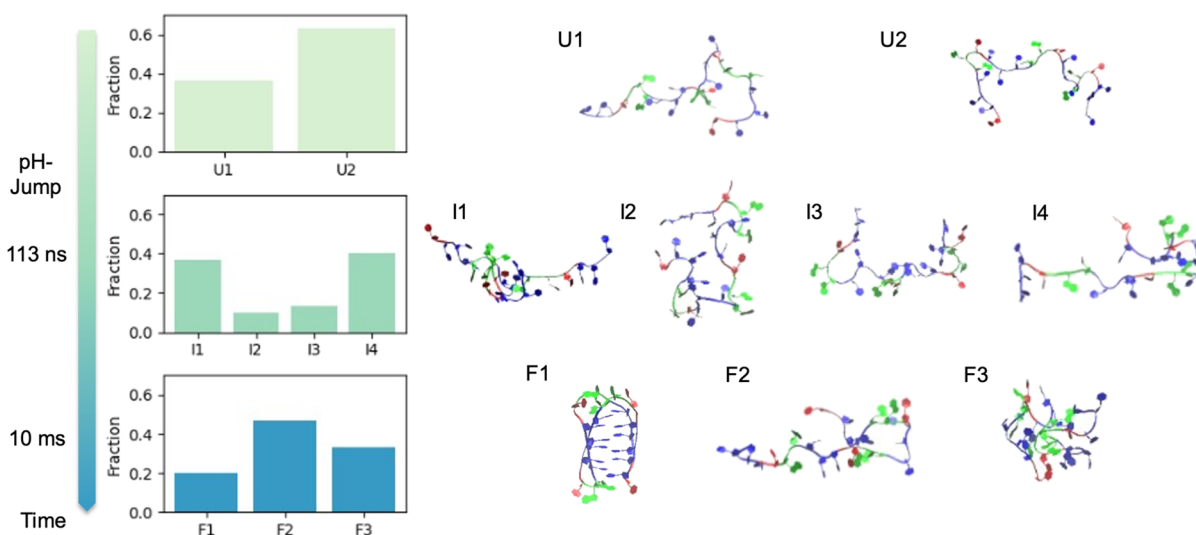 pH-
Jump
113 ns
10 ms
Time
Fraction
0.6
0.4
0.2
0.0
U1
U2
Fraction
0.6
0.4
0.2
0.0
I1
I2
I3
I4
Fraction
0.6
0.4
0.2
0.0
F1
F2
F3
U1
U2
I1
I2
I3
I4
F1
F2
F3